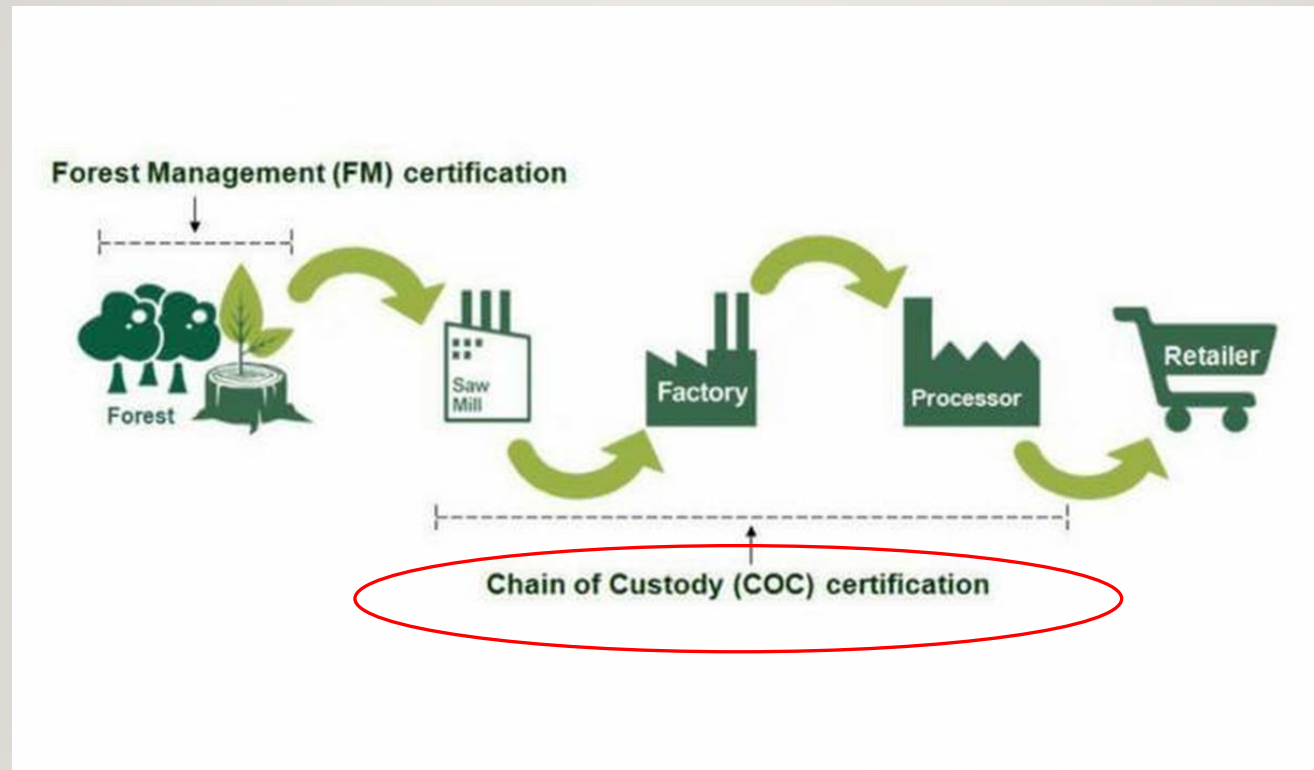 Forest Management (FM) certification
Forest
Saw
Mill
Factory
Processor
Retailer
Chain of Custody (COC) certification